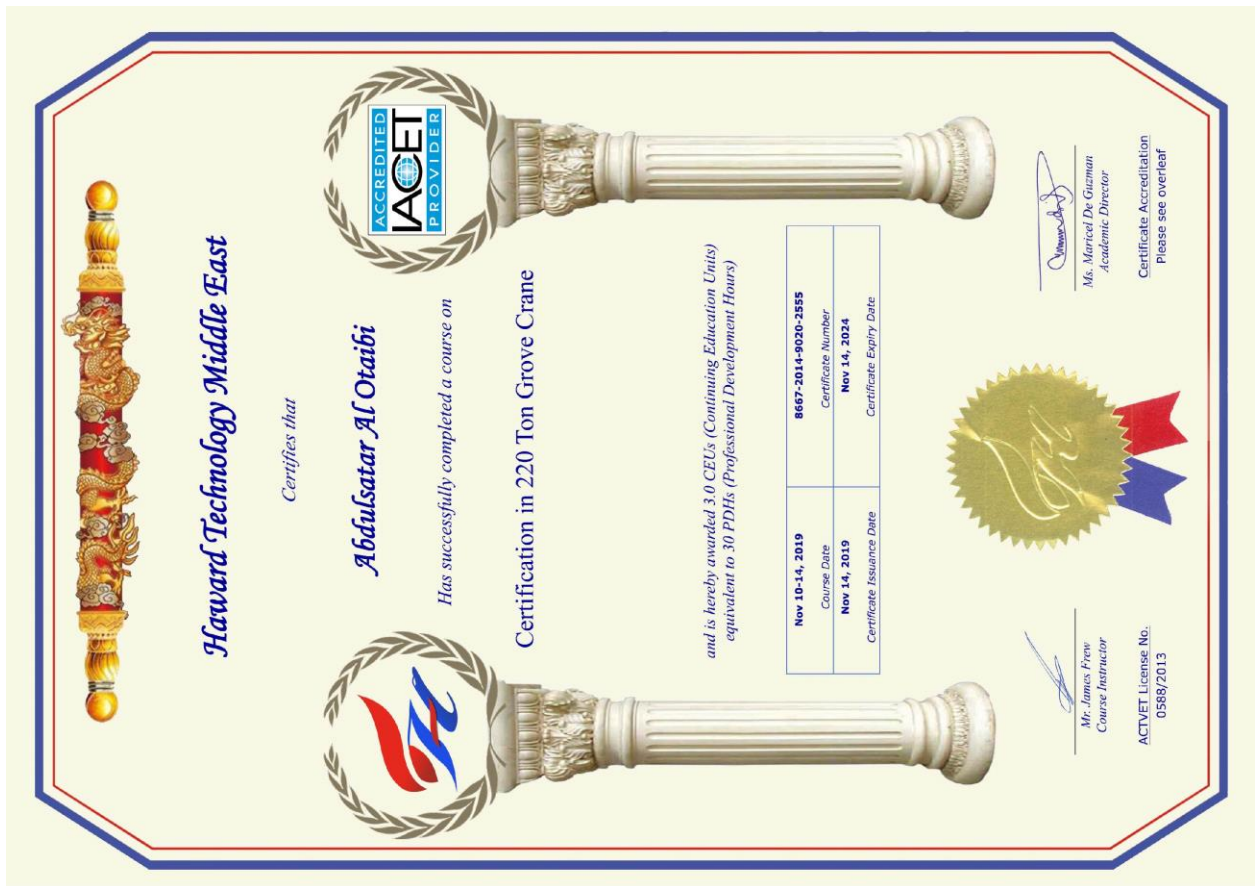 Haward Technology Middle East
Certifies that
ACCREDITED
IACET
PROVIDER
Abdulsatar Al Otaibi
Has successfully completed a course on
Certification in 220 Ton Grove Crane
and is hereby awarded 3.0 CEUs (Continuing Education Units)
equivalent to 30 PDHs (Professional Development Hours)
Nov 10-14, 2019
8667-2014-9020-2555
Course Date
Certificate Number
Nov 14, 2019
Nov 14, 2024
Certificate Issuance Date
Certificate Expiry Date
Mr. James Frew
Course Instructor
Ms. Maricel De Guzman
Academic Director
ACTVET License No.
0588/2013
Certificate Accreditation
Please see overleaf